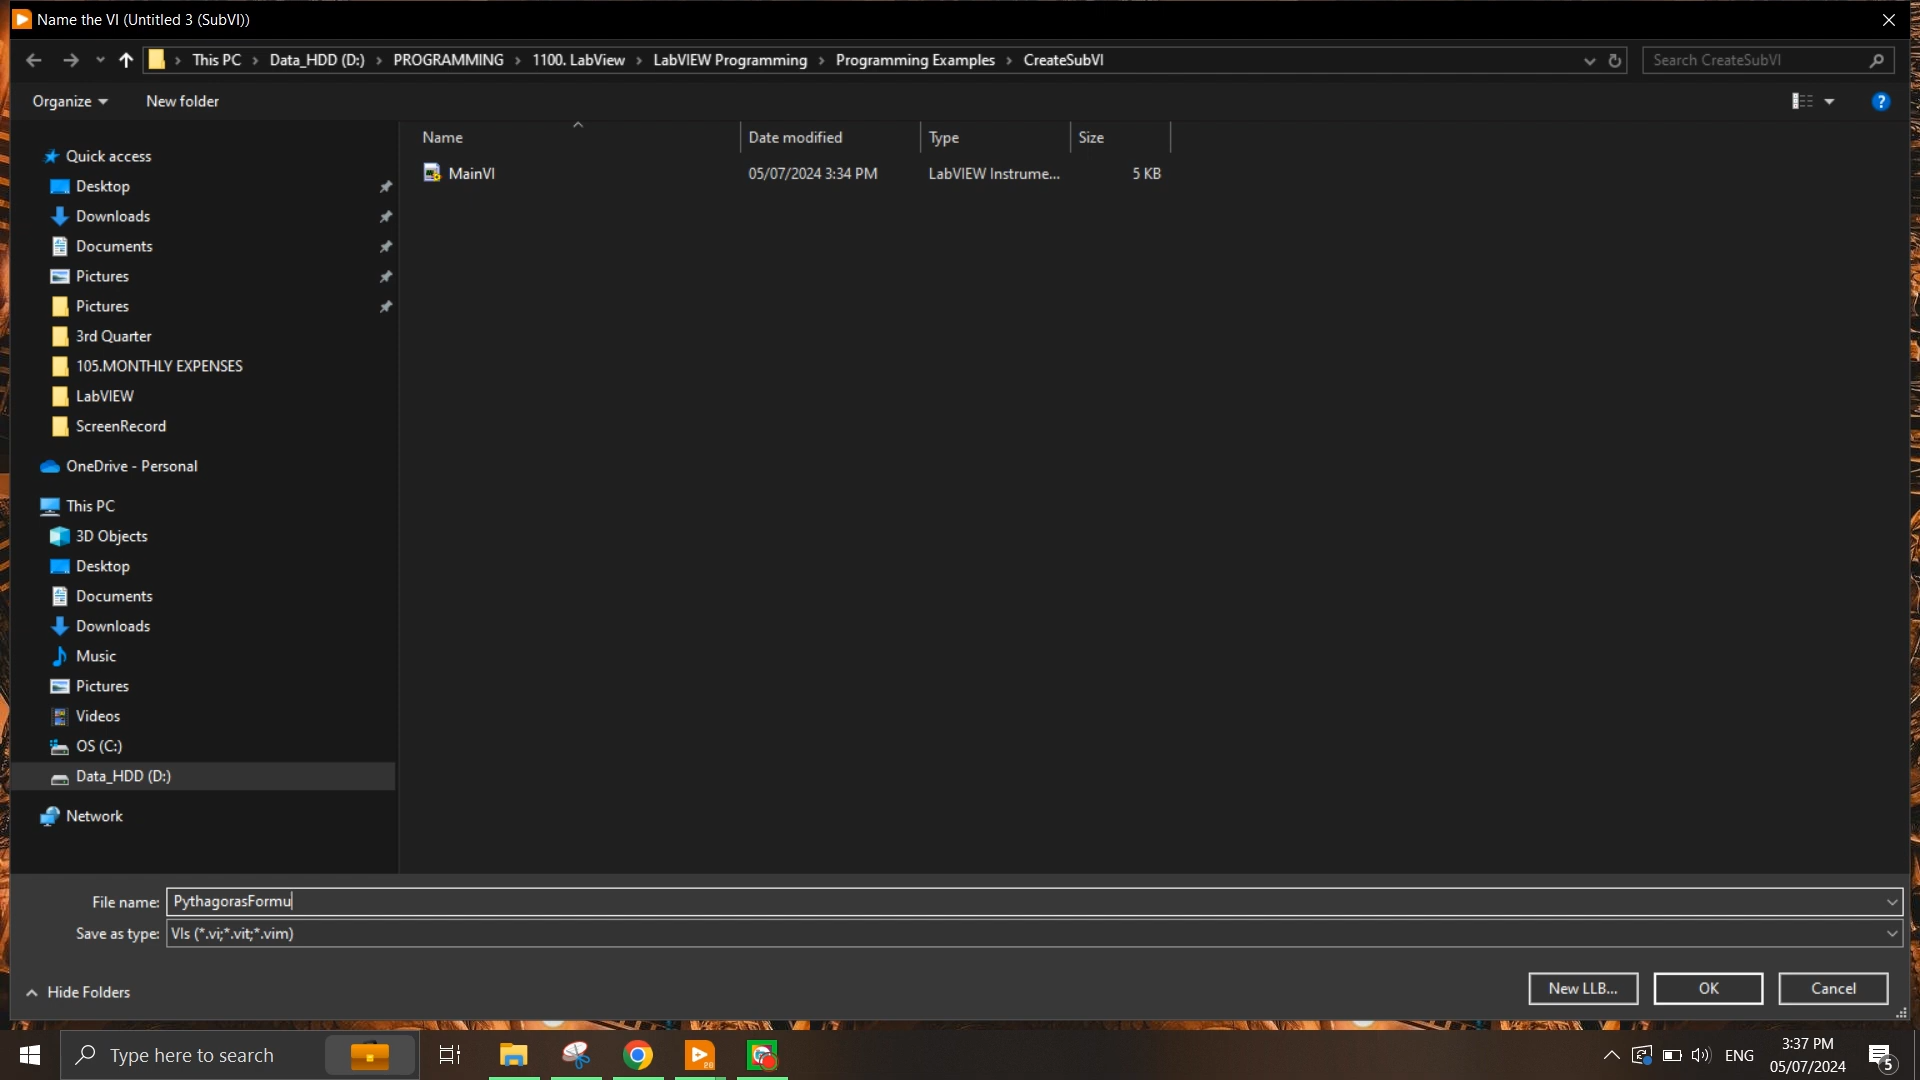 Name the VI (Untitled 3 (SubVI))
This PC > Data_HDD (D:) > PROGRAMMING > 1100. LabView > LabVIEW Programming > Programming Examples > CreateSubVI
Search CreateSubVI
Organize
New folder
Name
Date modified
Type
Size
MainVI
05/07/2024 3:34 PM
LabVIEW Instrume...
5 KB
Quick access
Desktop
Downloads
Documents
Pictures
Pictures
3rd Quarter
105.MONTHLY EXPENSES
LabVIEW
ScreenRecord
OneDrive - Personal
This PC
3D Objects
Desktop
Documents
Downloads
Music
Pictures
Videos
OS (C:)
Data_HDD (D:)
Network
File name: PythagorasFormu
Save as type: VIs (*.vi;*.vit;*.vim)
Hide Folders
New LLB...
OK
Cancel
Type here to search
ENG
3:37 PM
05/07/2024
5